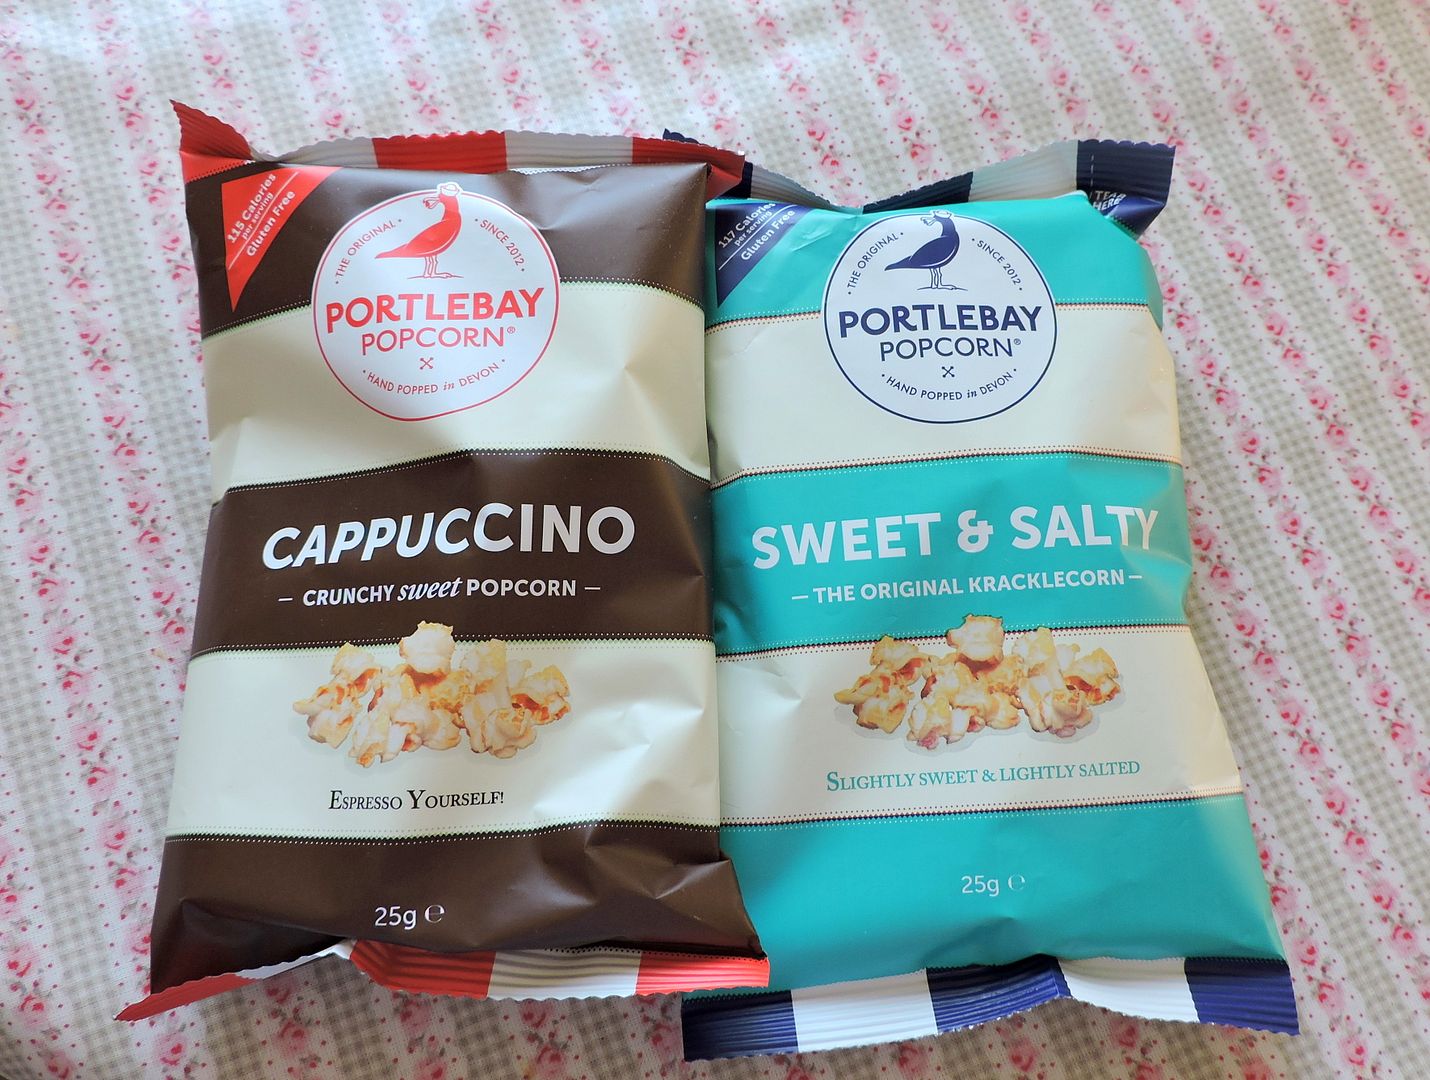 115 Calories
per serving
Gluten Free
· THE ORIGINAL ·
· SINCE 2012 ·
PORTLEBAY
POPCORN®
· HAND POPPED in DEVON ·
CAPPUCCINO
– CRUNCHY sweet POPCORN –
ESPRESSO YOURSELF!
25g ℮
117 Calories
per serving
Gluten Free
TEAR
HERE
· THE ORIGINAL ·
· SINCE 2012 ·
PORTLEBAY
POPCORN®
· HAND POPPED in DEVON ·
SWEET & SALTY
– THE ORIGINAL KRACKLECORN –
SLIGHTLY SWEET & LIGHTLY SALTED
25g ℮